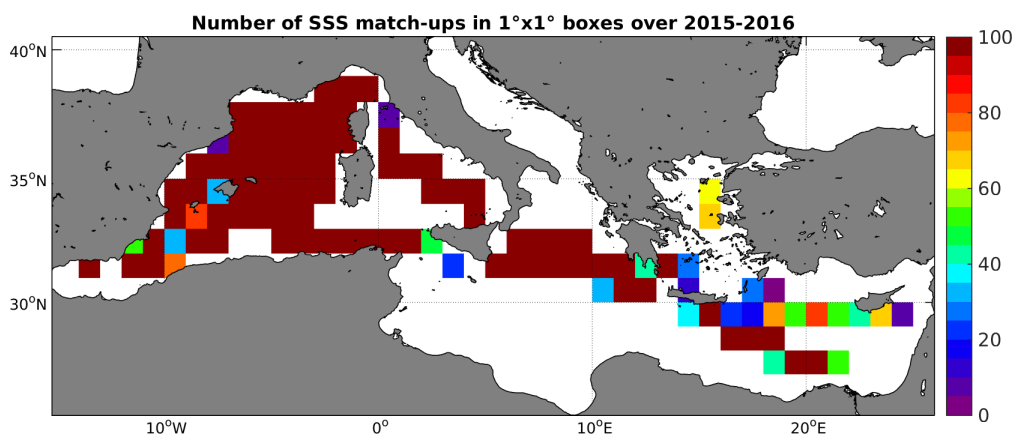 Number of SSS match-ups in 1°x1° boxes over 2015-2016
40°N
35°N
30°N
10°W
0°
10°E
20°E
100
80
60
40
20
0